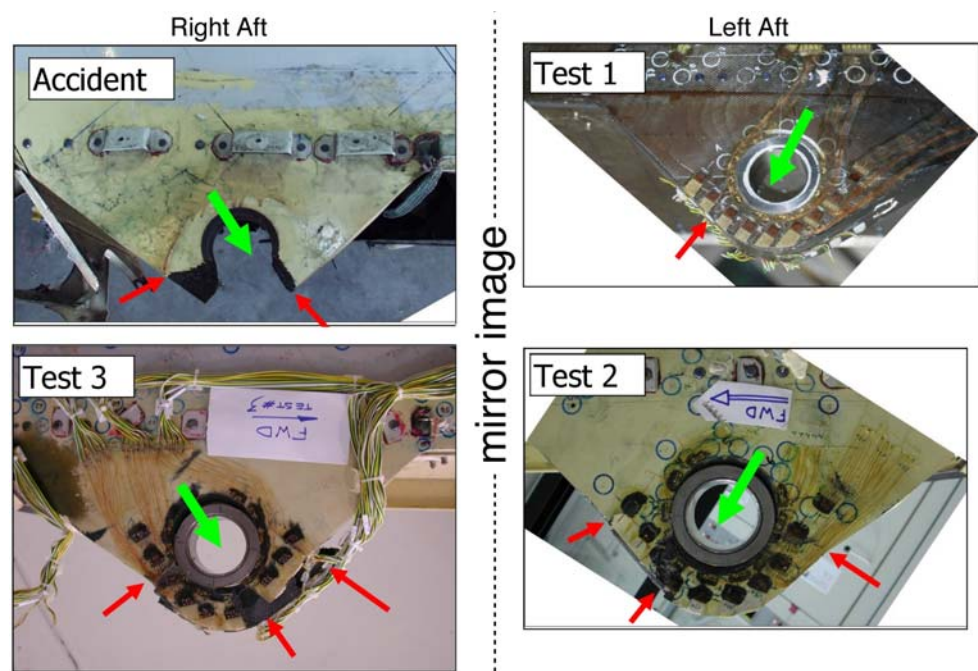 Right Aft
Left Aft
Accident
Test 1
mirror image
Test 3
FWD
TEST #3
Test 2
FWD